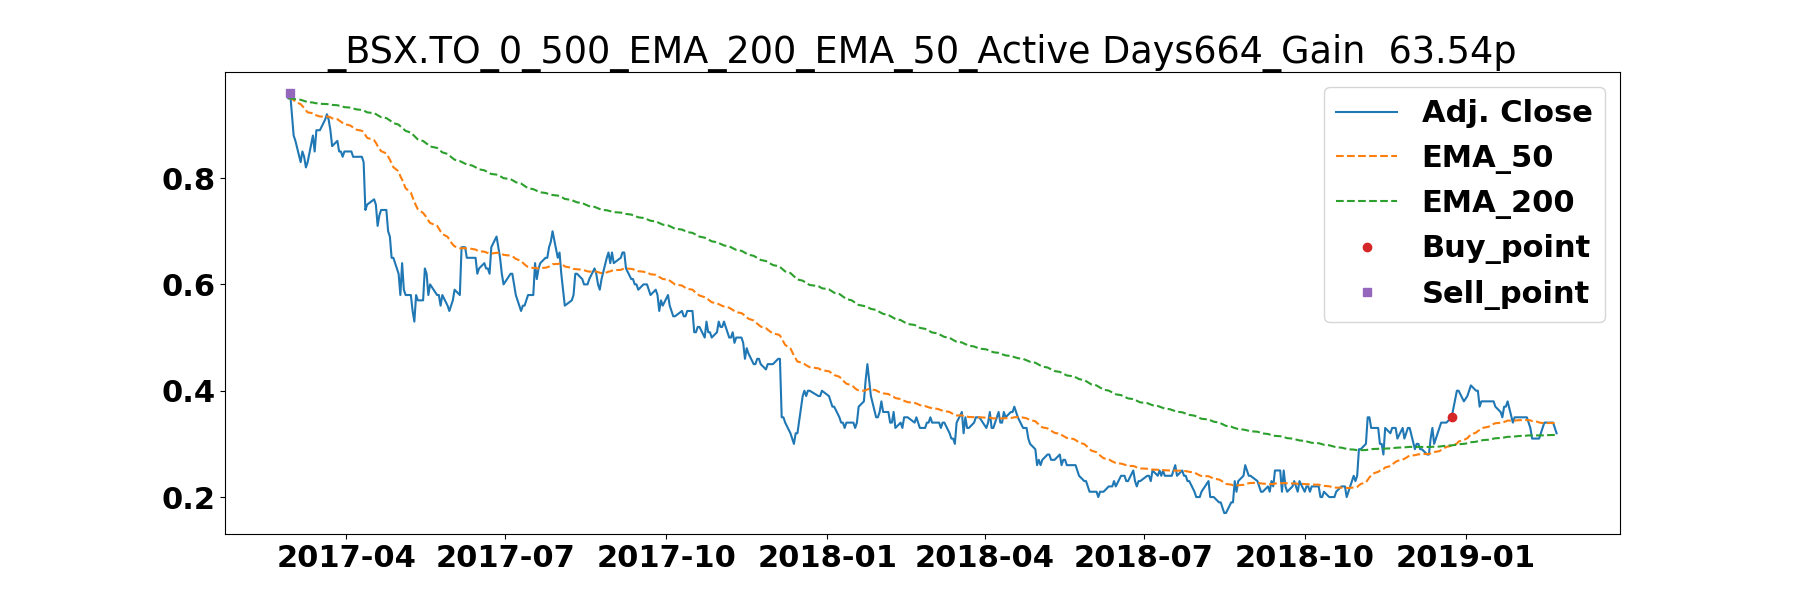 _BSX.TO_0_500_EMA_200_EMA_50_Active Days664_Gain  63.54p
Adj. Close
EMA_50
EMA_200
Buy_point
Sell_point
0.8
0.6
0.4
0.2
2017-04 2017-07 2017-10 2018-01 2018-04 2018-07 2018-10 2019-01